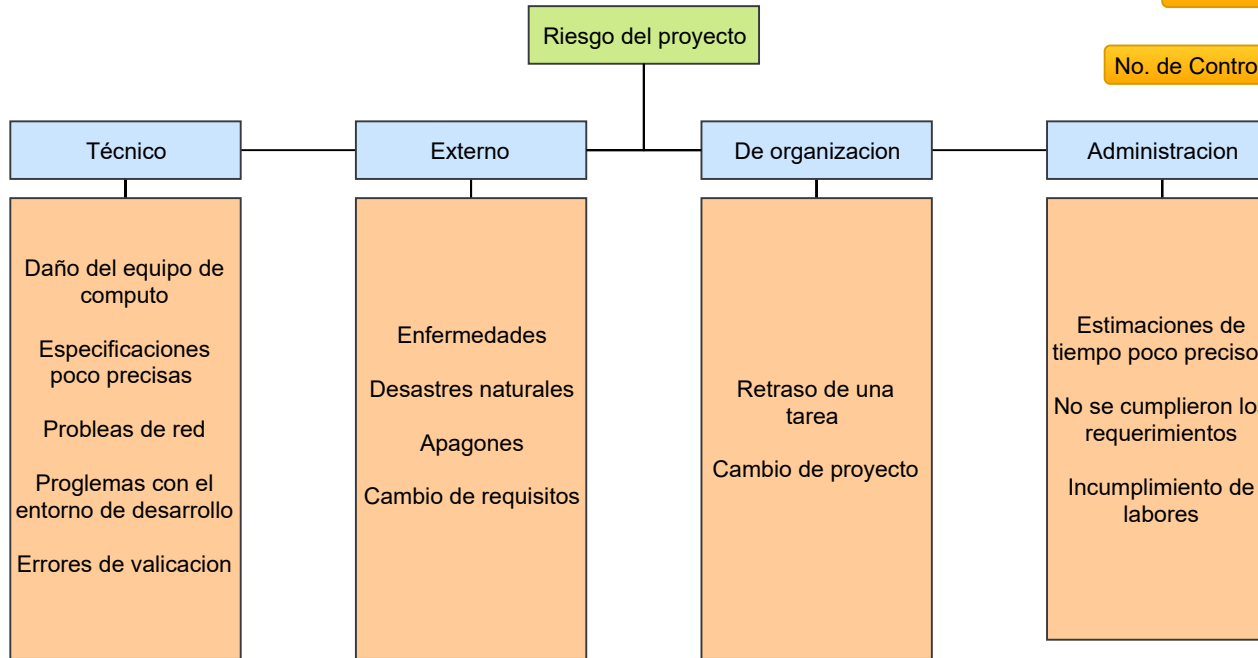 Riesgo del proyecto
No. de Contro
Técnico
Externo
De organizacion
Administracion
Daño del equipo de
computo
Especificaciones
poco precisas
Probleas de red
Proglemas con el
entorno de desarrollo
Errores de valicacion
Enfermedades
Desastres naturales
Apagones
Cambio de requisitos
Retraso de una
tarea
Cambio de proyecto
Estimaciones de
tiempo poco preciso
No se cumplieron lo
requerimientos
Incumplimiento de
labores